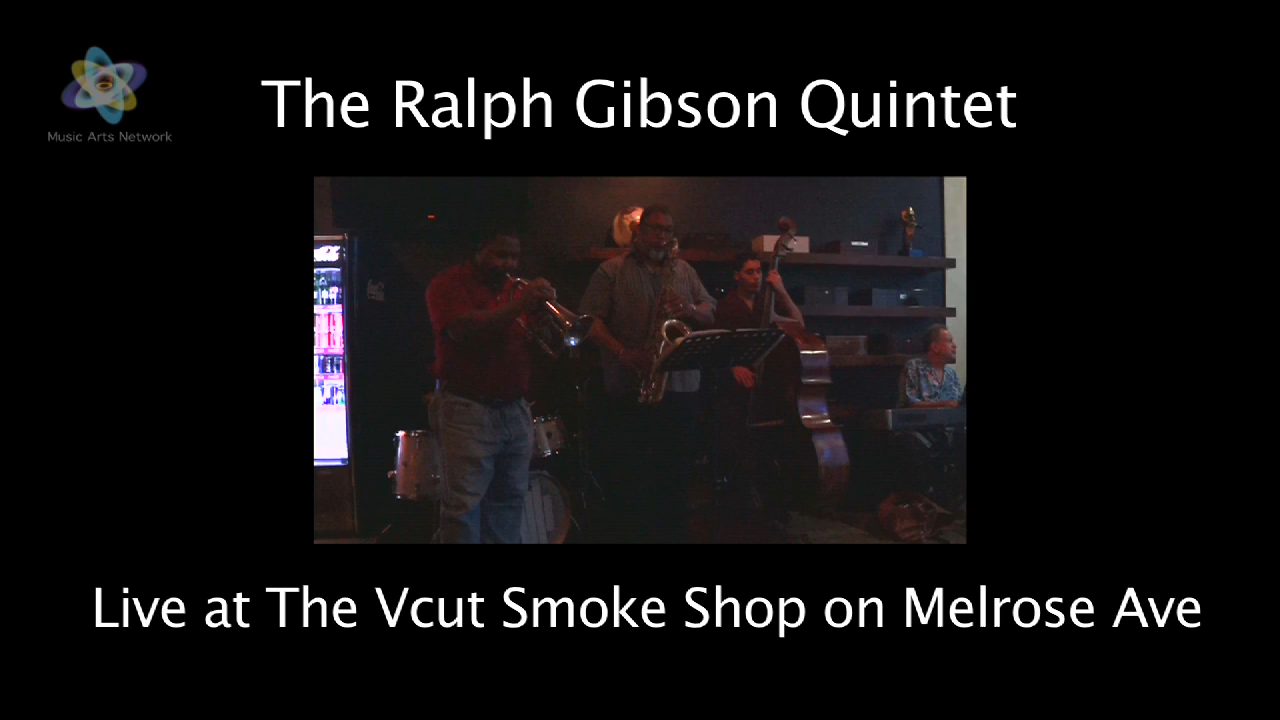 The Ralph Gibson Quintet
Music Arts Network
Live at The Vcut Smoke Shop on Melrose Ave